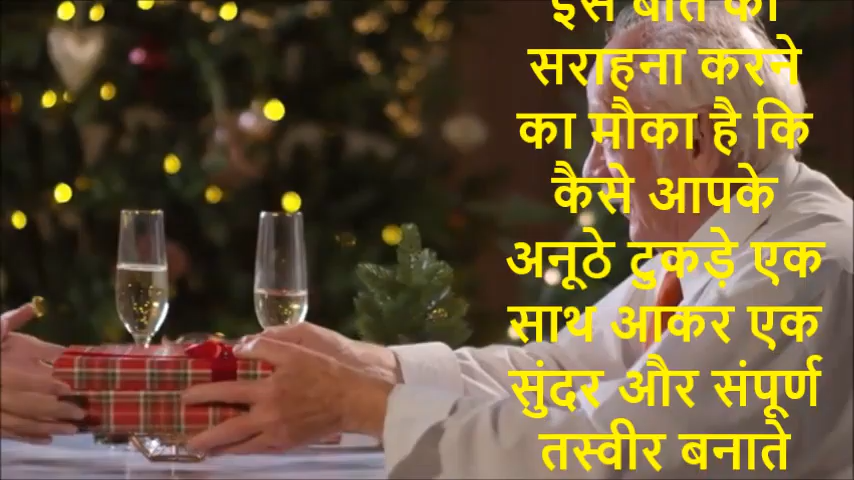 इस बात की
सराहना करने
का मौका है कि
कैसे आपके
अनूठे टुकड़े एक
साथ आकर एक
सुंदर और संपूर्ण
तस्वीर बनाते